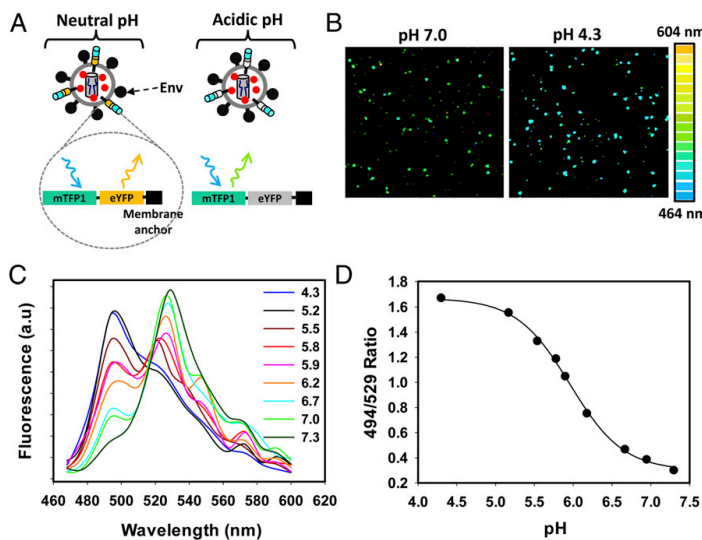 A
Neutral pH
Acidic pH
Env
mTFP1
eYFP
Membrane
anchor
mTFP1
eYFP
B
pH 7.0
pH 4.3
604 nm
464 nm
C
Fluorescence (a.u)
4.3
5.2
5.5
5.8
5.9
6.2
6.7
7.0
7.3
460 480 500 520 540 560 580 600 620
Wavelength (nm)
D
494/529 Ratio
1.8
1.6
1.4
1.2
1.0
0.8
0.6
0.4
0.2
4.0 4.5 5.0 5.5 6.0 6.5 7.0 7.5
pH